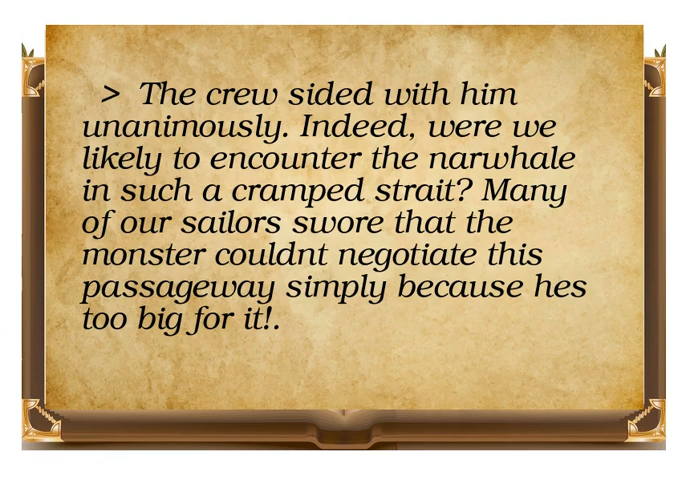 > The crew sided with him
unanimously. Indeed, were we
likely to encounter the narwhale
in such a cramped strait? Many
of our sailors swore that the
monster couldnt negotiate this
passageway simply because hes
too big for it!.